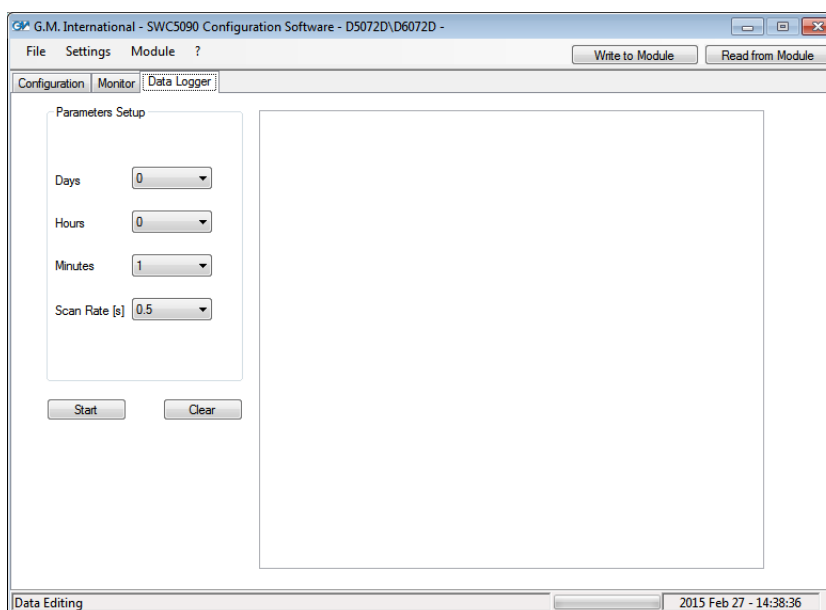 GM G.M. International - SWC5090 Configuration Software - D5072D\D6072D -
File Settings Module ?
Write to Module Read from Module
Configuration Monitor Data Logger
Parameters Setup
Days 0
Hours 0
Minutes 1
Scan Rate [s] 0.5
Start Clear
Data Editing 2015 Feb 27 - 14:38:36